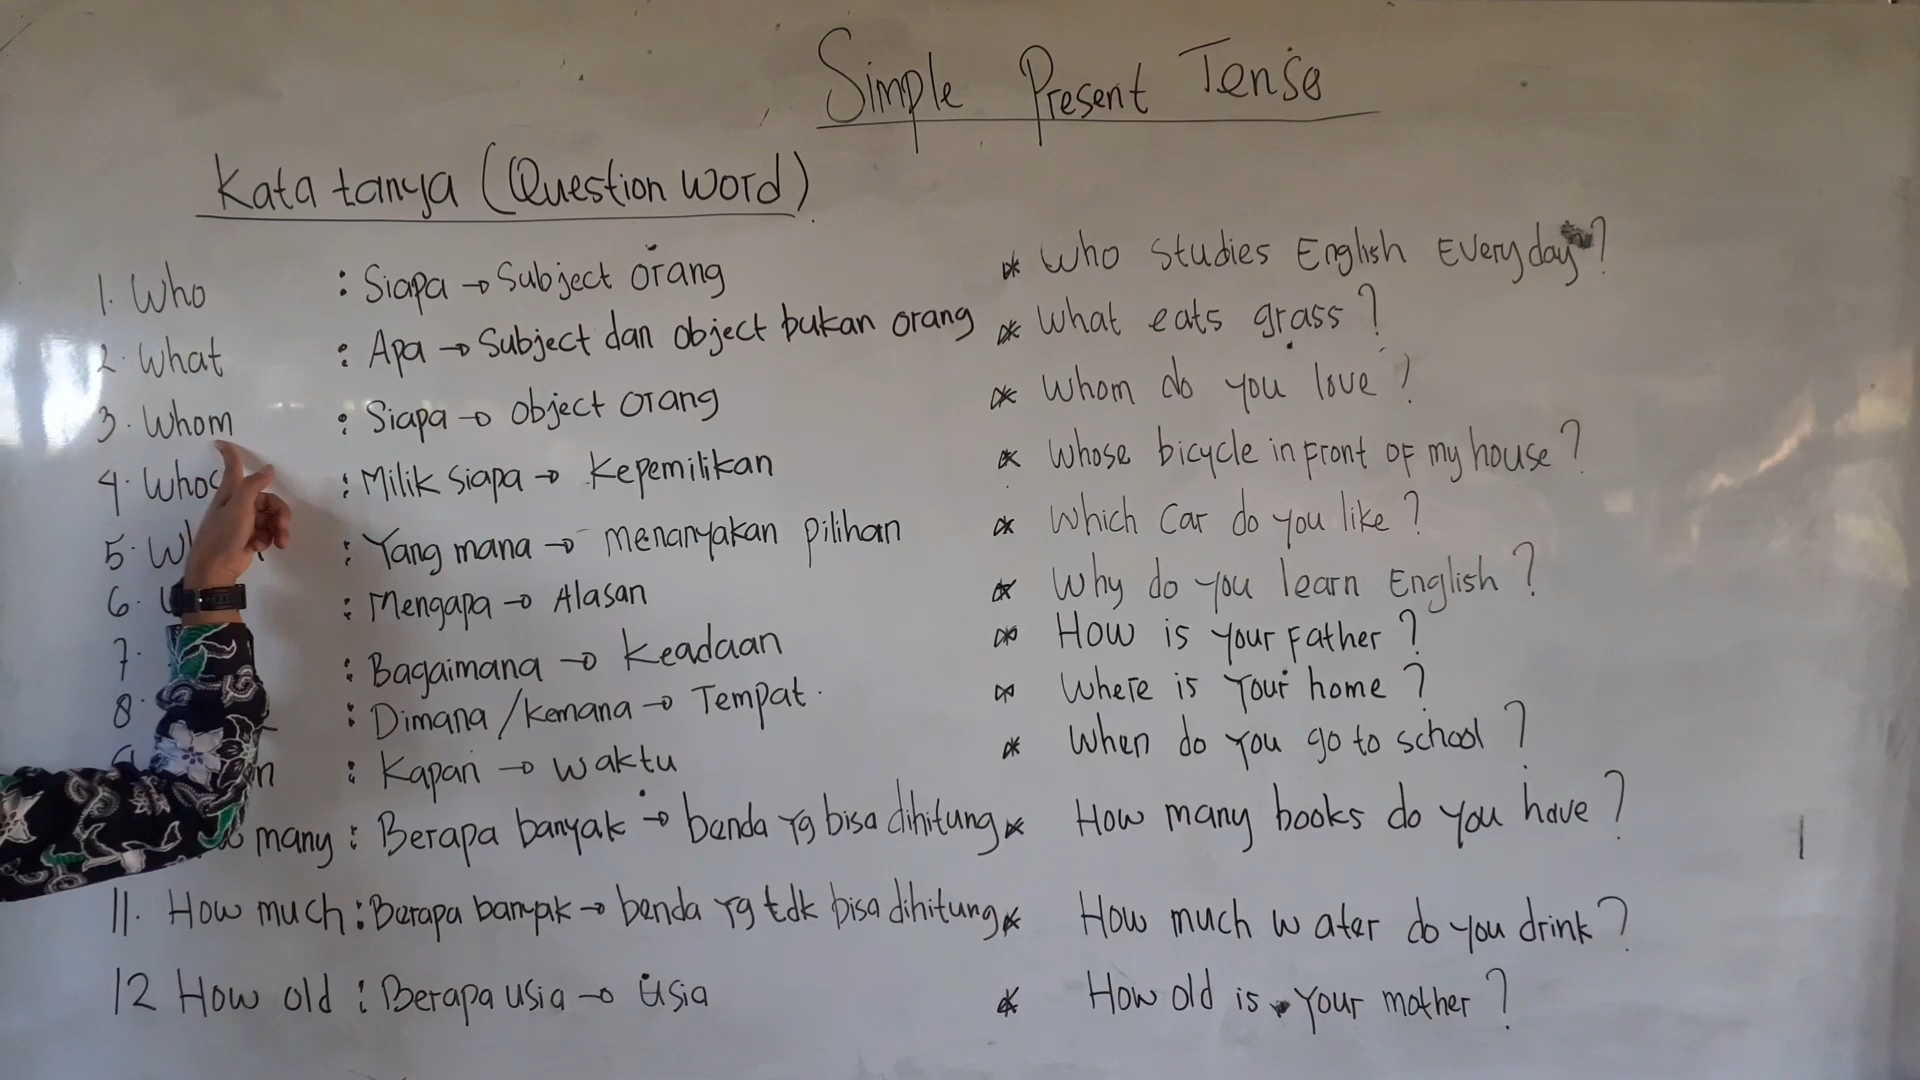 Simple Present Tense
Kata tanya (Question Word)
1. Who : Siapa → Subject orang * Who studies English Everyday?
2. What : Apa → Subject dan object bukan orang * What eats grass?
3. Whom : Siapa → object orang * Whom do you love?
4. : Milik siapa → Kepemilikan * Whose bicycle in front of my house?
5. : Yang mana → menanyakan pilihan * Which car do you like?
6. : Mengapa → Alasan * Why do you learn English?
7. : Bagaimana → Keadaan * How is your Father?
8. : Dimana / kemana → Tempat. * Where is your home?
: Kapan → waktu * When do you go to school?
many : Berapa banyak → benda yg bisa dihitung * How many books do you have?
11. How much : Berapa banyak → benda yg tdk bisa dihitung * How much water do you drink?
12 How old : Berapa usia → usia * How old is your mother?